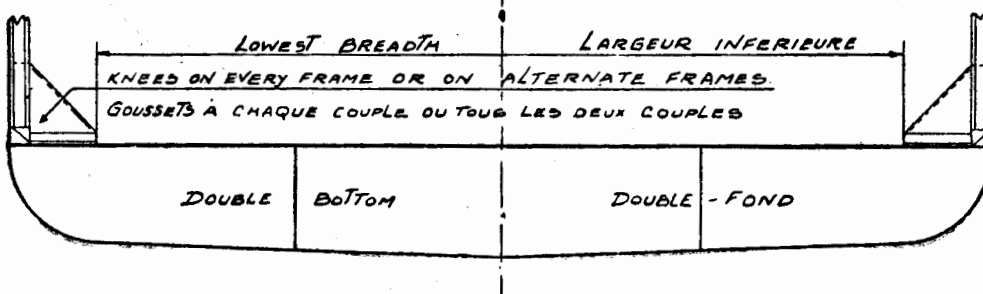 LOWEST BREADTH LARGEUR INFERIEURE
KNEES ON EVERY FRAME OR ON ALTERNATE FRAMES.
GOUSSETS À CHAQUE COUPLE OU TOUS LES DEUX COUPLES
DOUBLE BOTTOM DOUBLE - FOND